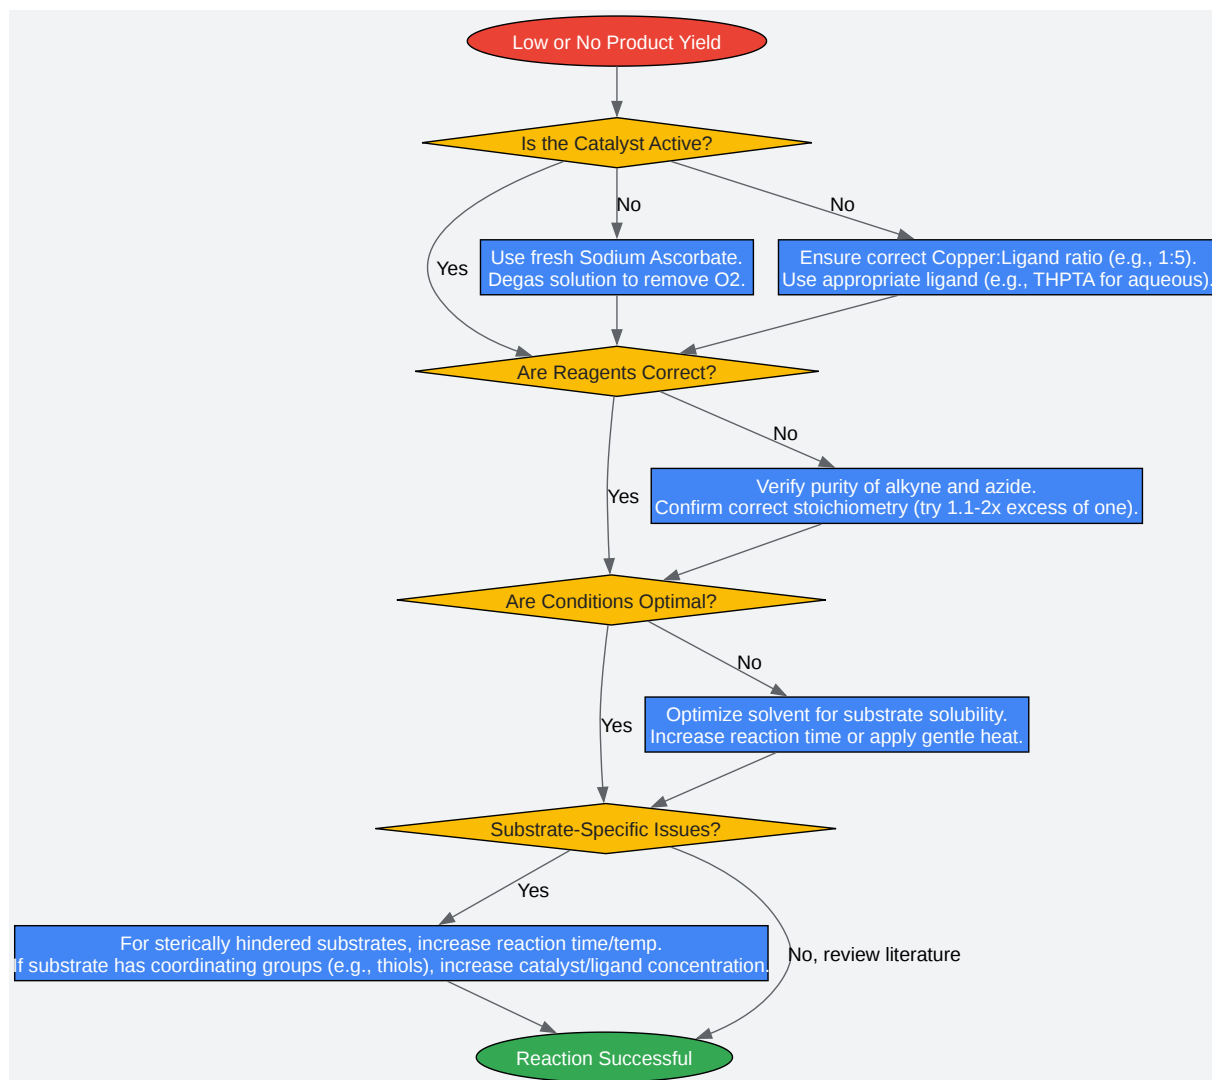 Low or No Product Yield
Is the Catalyst Active?
No
No
Yes
Use fresh Sodium Ascorbate.
Degas solution to remove O2.
Ensure correct Copper:Ligand ratio (e.g., 1:5).
Use appropriate ligand (e.g., THPTA for aqueous).
Are Reagents Correct?
No
Yes
Verify purity of alkyne and azide.
Confirm correct stoichiometry (try 1.1-2x excess of one).
Are Conditions Optimal?
No
Yes
Optimize solvent for substrate solubility.
Increase reaction time or apply gentle heat.
Substrate-Specific Issues?
Yes
For sterically hindered substrates, increase reaction time/temp.
If substrate has coordinating groups (e.g., thiols), increase catalyst/ligand concentration.
No, review literature
Reaction Successful